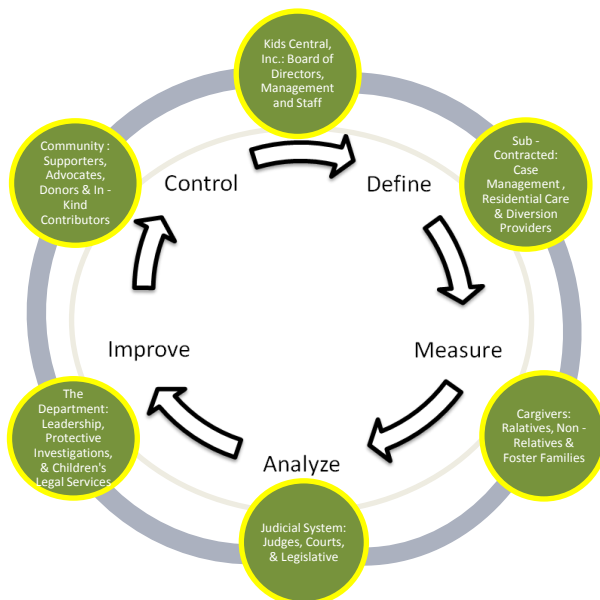 Kids Central,
Inc.: Board of
Directors,
Management
and Staff
Community :
Supporters,
Advocates,
Donors & In -
Kind
Contributors
Sub -
Contracted:
Case
Management ,
Residential Care
& Diversion
Providers
Control
Define
Improve
Measure
The
Department:
Leadership,
Protective
Investigations,
& Children's
Legal Services
Cargivers:
Ralatives, Non -
Relatives &
Foster Families
Analyze
Judicial System:
Judges, Courts,
& Legislative